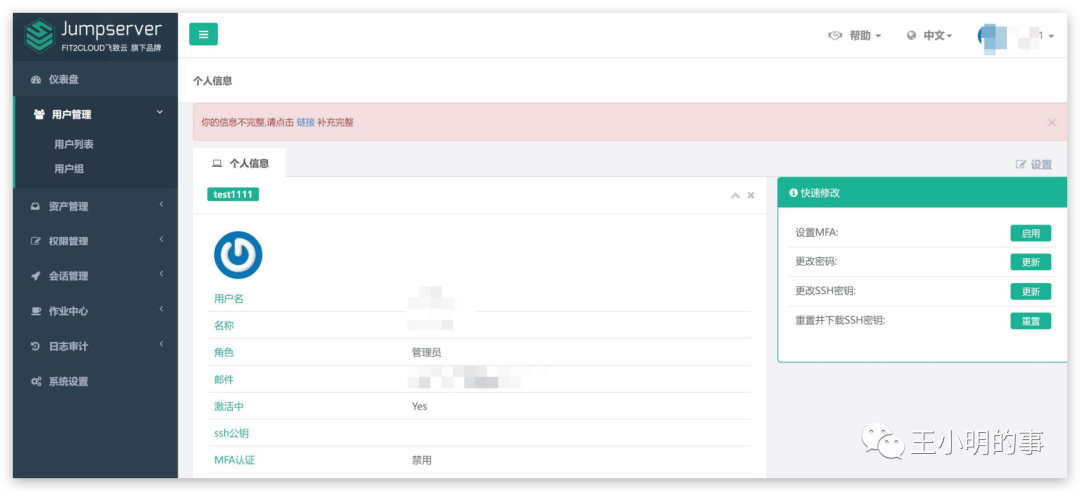 Jumpserver
FIT2CLOUD飞致云 旗下品牌
帮助
中文
1
仪表盘
用户管理
用户列表
用户组
资产管理
权限管理
会话管理
作业中心
日志审计
系统设置
个人信息
你的信息不完整,请点击 链接 补充完整
个人信息
设置
test1111
用户名
名称
角色 管理员
邮件
激活中 Yes
ssh公钥
MFA认证 禁用
快速修改
设置MFA: 启用
更改密码: 更新
更改SSH密钥: 更新
重置并下载SSH密钥: 重置
王小明的事